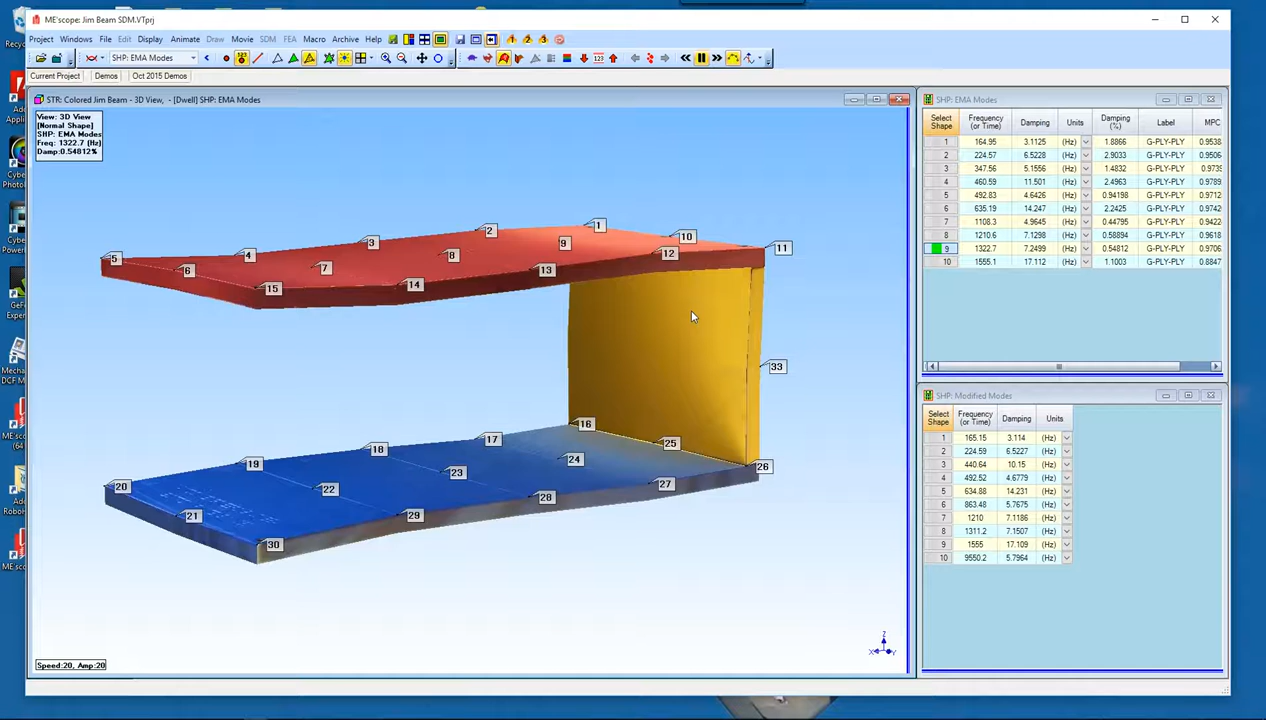 ME'scope: Jim Beam SDM.VTprj
Project Windows File Edit Display Animate Draw Movie SDM FEA Macro Archive Help
SHP: EMA Modes
Current Project Demos Oct 2015 Demos
STR: Colored Jim Beam - 3D View, - [Dwell] SHP: EMA Modes
View: 3D View
[Normal Shape]
SHP: EMA Modes
Freq: 1322.7 (Hz)
Damp:0.54812%
1
2
10
3
9
11
4
8
12
5
7
6
13
14
15
33
16
17
25
18
24
26
19
23
27
20
22
28
21
29
30
Z
X Y
Speed:20, Amp:20
SHP: EMA Modes
Select Shape Frequency (or Time) Damping Units Damping (%) Label MPC
1 164.95 3.1125 (Hz) 1.8866 G-PLY-PLY 0.9538
2 224.57 6.5228 (Hz) 2.9033 G-PLY-PLY 0.9506
3 347.56 5.1556 (Hz) 1.4832 G-PLY-PLY 0.9739
4 460.59 11.501 (Hz) 2.4963 G-PLY-PLY 0.9789
5 492.83 4.6426 (Hz) 0.94198 G-PLY-PLY 0.9712
6 635.19 14.247 (Hz) 2.2425 G-PLY-PLY 0.9742
7 1108.3 4.9645 (Hz) 0.44795 G-PLY-PLY 0.9422
8 1210.6 7.1298 (Hz) 0.58894 G-PLY-PLY 0.9618
9 1322.7 7.2499 (Hz) 0.54812 G-PLY-PLY 0.9706
10 1555.1 17.112 (Hz) 1.1003 G-PLY-PLY 0.8847
SHP: Modified Modes
Select Shape Frequency (or Time) Damping Units
1 165.15 3.114 (Hz)
2 224.59 6.5227 (Hz)
3 440.64 10.15 (Hz)
4 492.52 4.6779 (Hz)
5 634.88 14.231 (Hz)
6 863.48 5.7675 (Hz)
7 1210 7.1186 (Hz)
8 1311.2 7.1507 (Hz)
9 1555 17.109 (Hz)
10 9550.2 5.7964 (Hz)